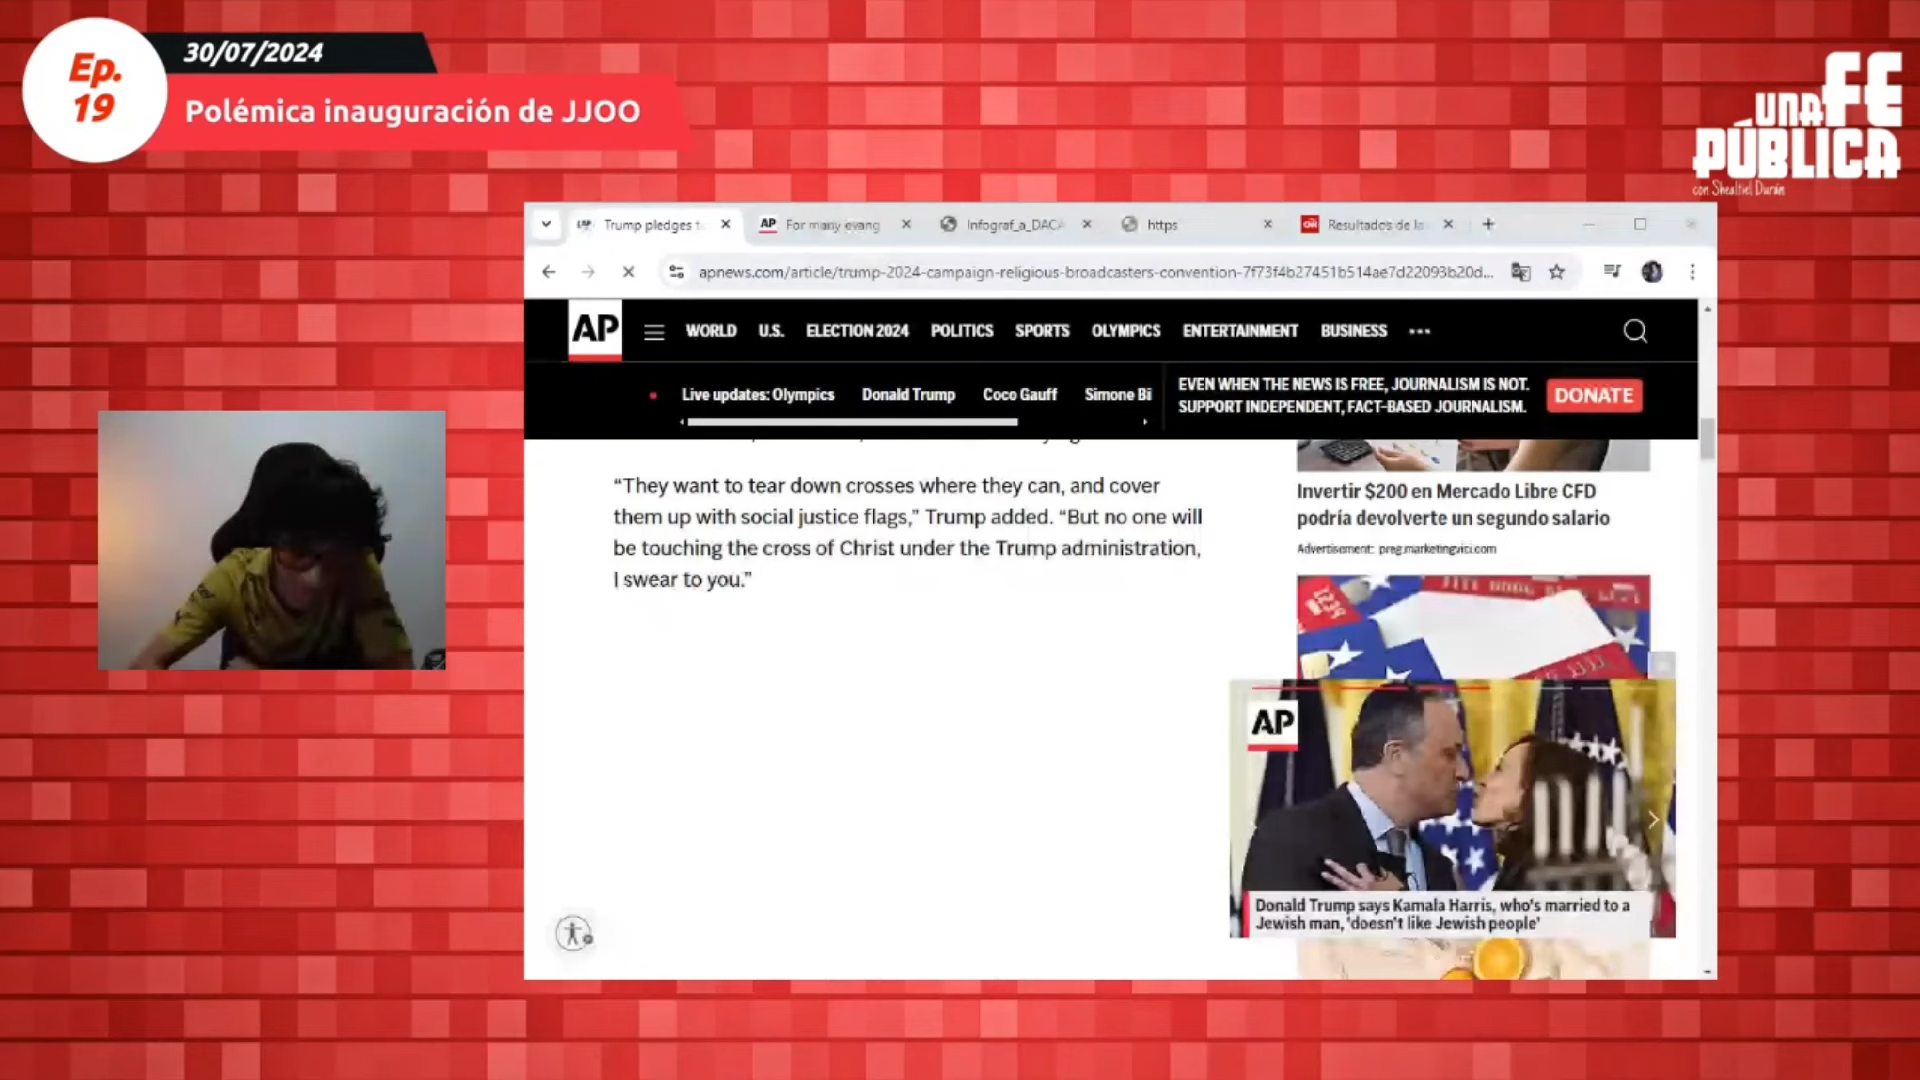 Ep.
19
30/07/2024
Polémica inauguración de JJOO
UNA FE
PÚBLICA
con Shealtiel Durán
Trump pledges t
AP For many evang
Infograf_a_DACA
https
Resultados de la
apnews.com/article/trump-2024-campaign-religious-broadcasters-convention-7f73f4b27451b514ae7d22093b20d...
AP
WORLD U.S. ELECTION 2024 POLITICS SPORTS OLYMPICS ENTERTAINMENT BUSINESS
Live updates: Olympics Donald Trump Coco Gauff Simone Bi
EVEN WHEN THE NEWS IS FREE, JOURNALISM IS NOT.
SUPPORT INDEPENDENT, FACT-BASED JOURNALISM.
DONATE
“They want to tear down crosses where they can, and cover
them up with social justice flags,” Trump added. “But no one will
be touching the cross of Christ under the Trump administration,
I swear to you.”
Invertir $200 en Mercado Libre CFD
podría devolverte un segundo salario
Advertisement: preg.marketingvici.com
AP
Donald Trump says Kamala Harris, who's married to a
Jewish man, 'doesn't like Jewish people'